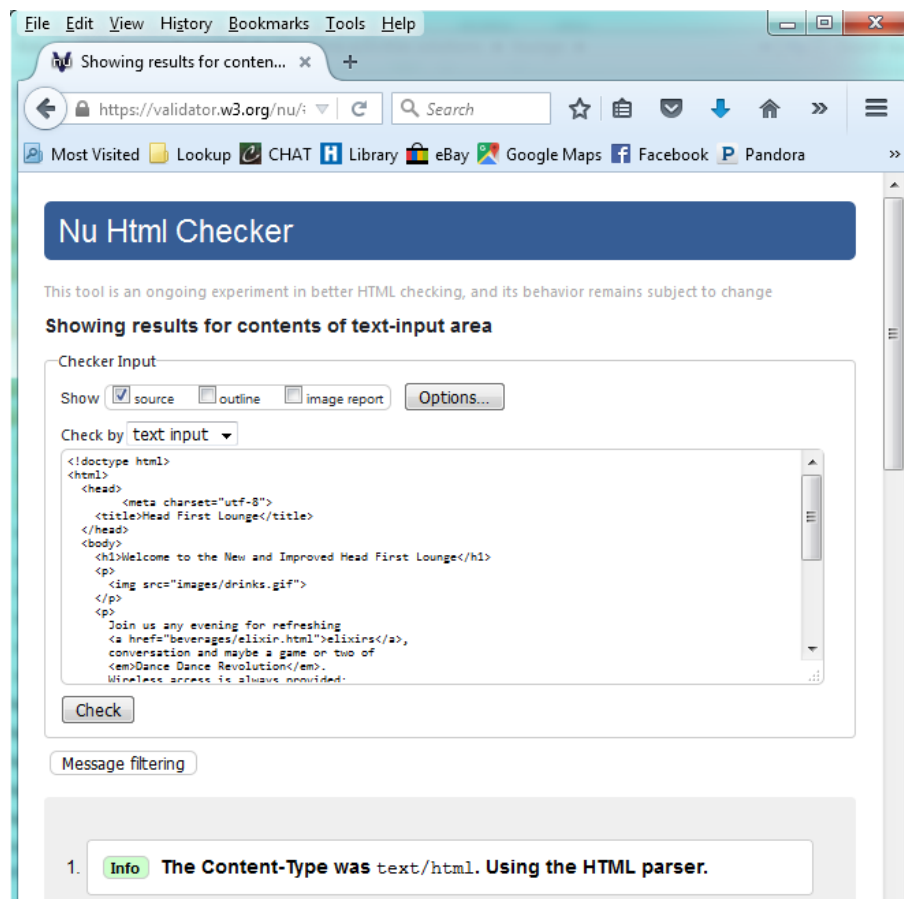 File Edit View History Bookmarks Tools Help
Showing results for conten... × +
https://validator.w3.org/nu/ Search
Most Visited Lookup CHAT Library eBay Google Maps Facebook Pandora »
Nu Html Checker
This tool is an ongoing experiment in better HTML checking, and its behavior remains subject to change
Showing results for contents of text-input area
Checker Input
Show source outline image report Options...
Check by text input
<!doctype html>
<html>
<head>
<meta charset="utf-8">
<title>Head First Lounge</title>
</head>
<body>
<h1>Welcome to the New and Improved Head First Lounge</h1>
<p>
<img src="images/drinks.gif">
</p>
<p>
Join us any evening for refreshing
<a href="beverages/elixir.html">elixirs</a>,
conversation and maybe a game or two of
<em>Dance Dance Revolution</em>.
Wireless access is always provided;
Check
Message filtering
1. Info The Content-Type was text/html. Using the HTML parser.